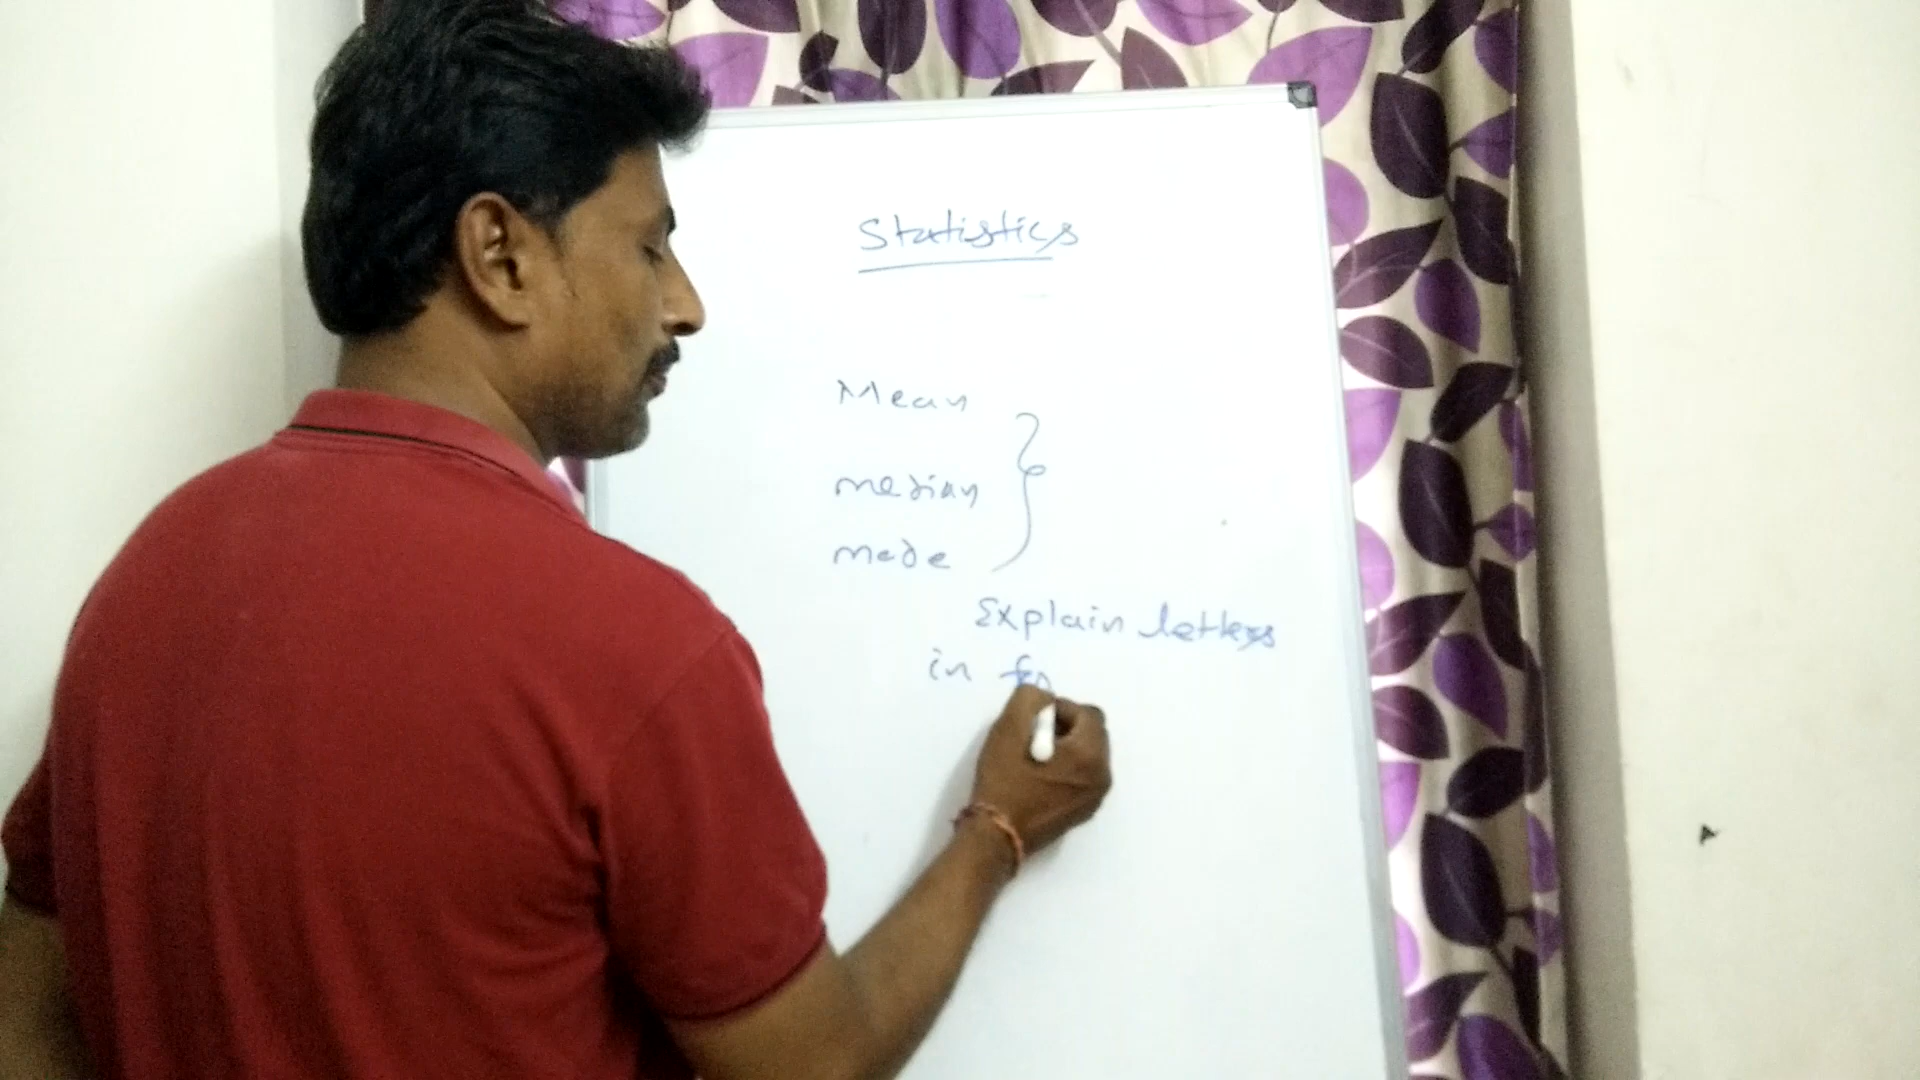 Statistics
Mean
median
mode
Explain letters
in